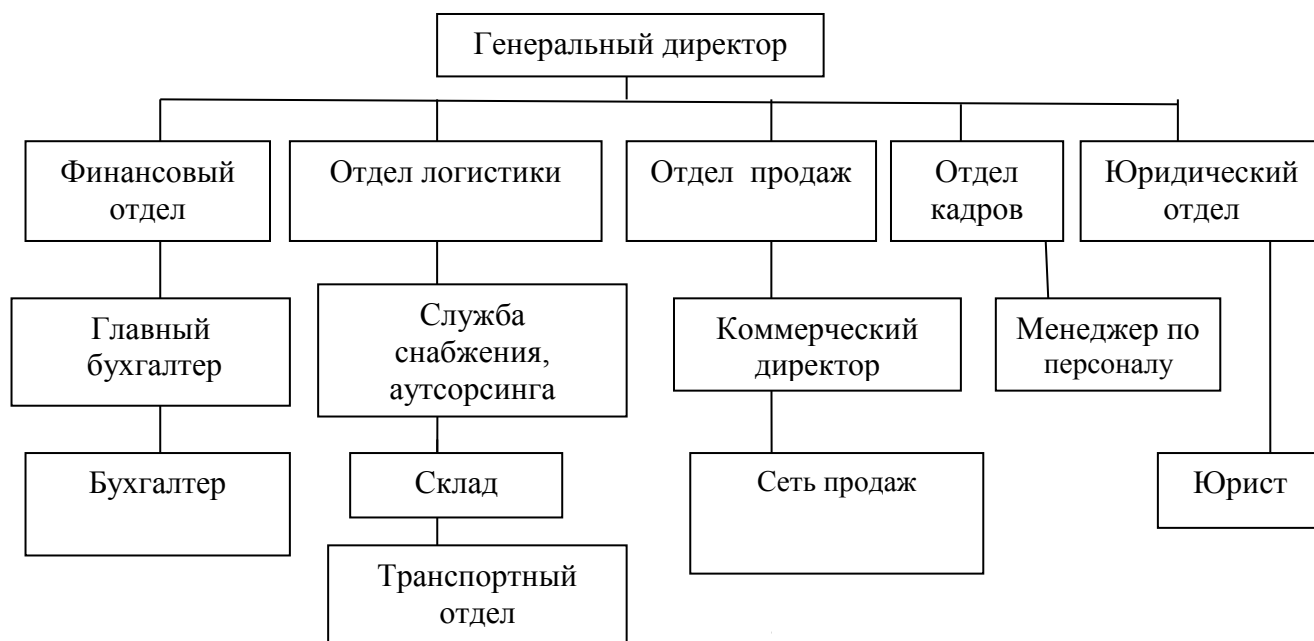 Генеральный директор
Финансовый
отдел
Отдел логистики
Отдел продаж
Отдел
кадров
Юридический
отдел
Главный
бухгалтер
Служба
снабжения,
аутсорсинга
Коммерческий
директор
Менеджер по
персоналу
Бухгалтер
Склад
Сеть продаж
Юрист
Транспортный
отдел